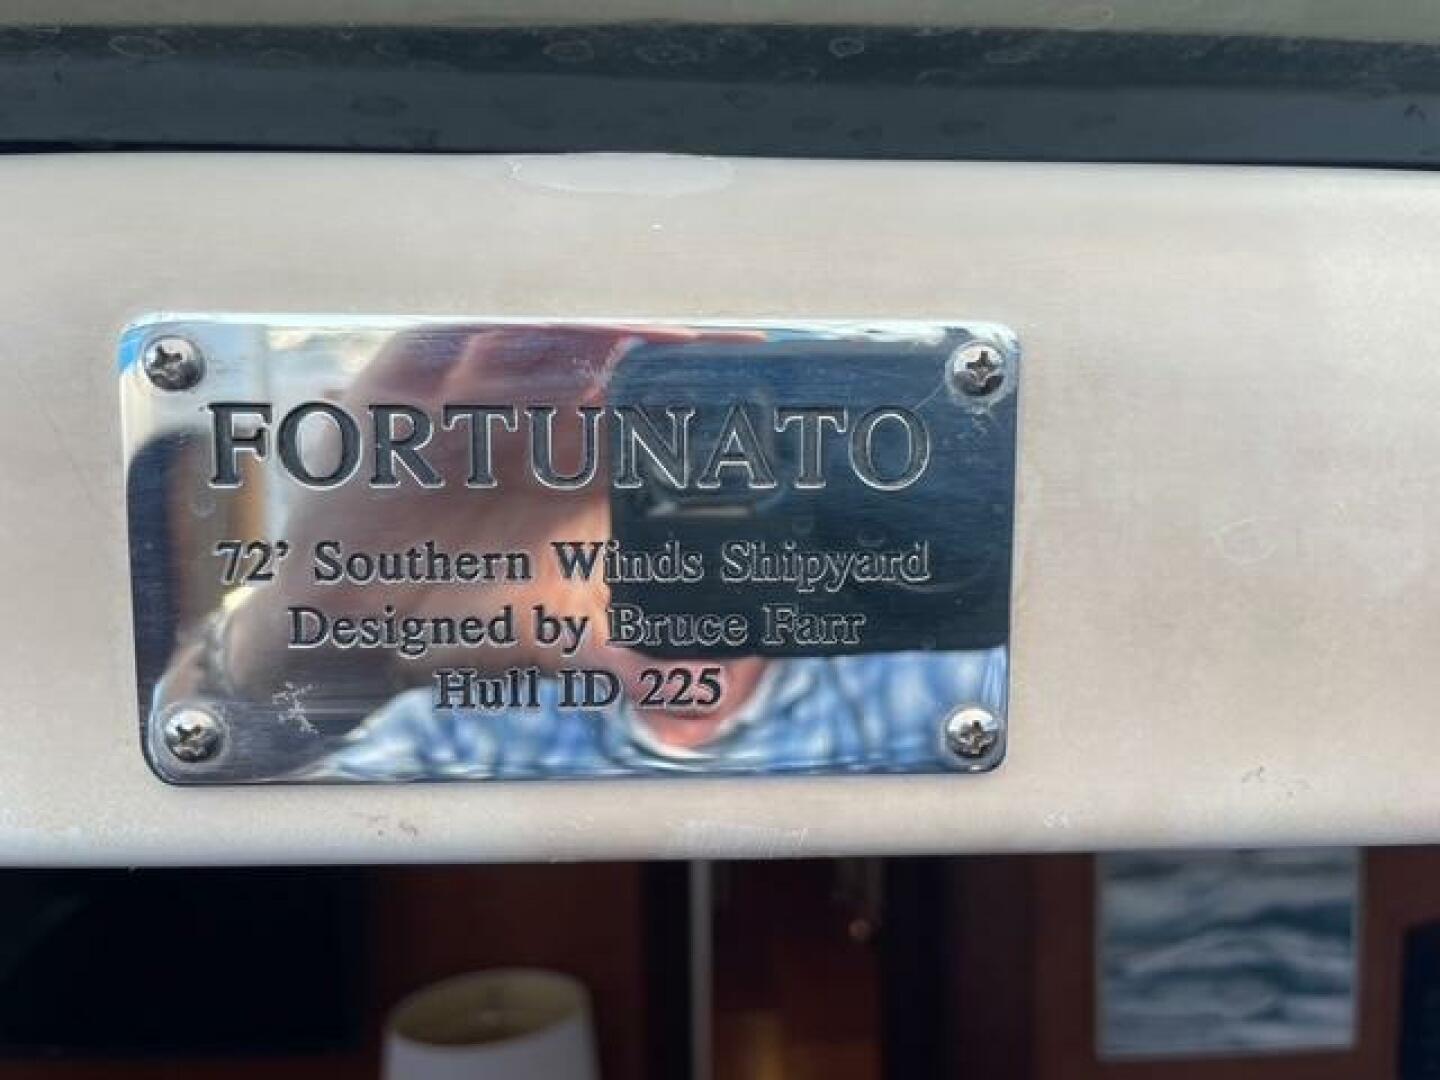 FORTUNATO
72' Southern Winds Shipyard
Designed by Bruce Farr
Hull ID 225